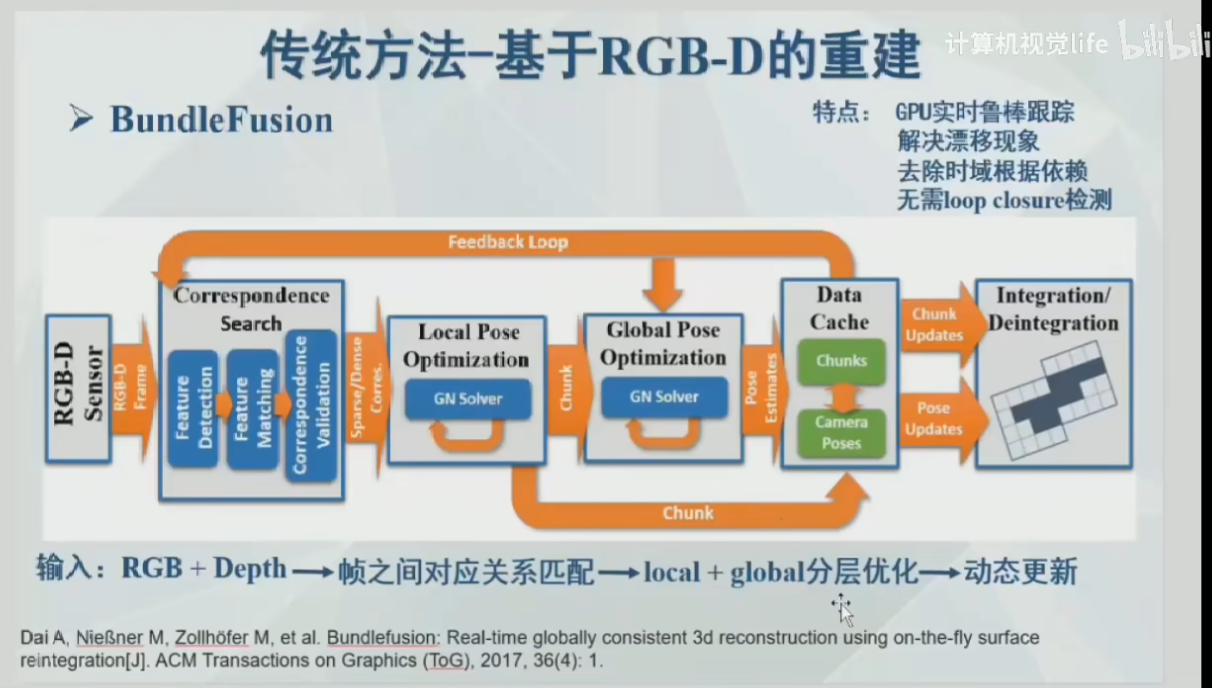 传统方法-基于RGB-D的重建
计算机视觉life bilibili
➢ BundleFusion
特点： GPU实时鲁棒跟踪
解决漂移现象
去除时域根据依赖
无需loop closure检测
Feedback Loop
RGB-D
Sensor
RGB-D
Frame
Correspondence
Search
Feature
Detection
Feature
Matching
Correspondence
Validation
Sparse/Dense
Corres.
Local Pose
Optimization
GN Solver
Chunk
Global Pose
Optimization
GN Solver
Pose
Estimates
Data
Cache
Chunks
Camera
Poses
Chunk
Updates
Pose
Updates
Integration/
Deintegration
Chunk
输入：RGB + Depth→帧之间对应关系匹配→local + global分层优化→动态更新
Dai A, Nießner M, Zollhöfer M, et al. Bundlefusion: Real-time globally consistent 3d reconstruction using on-the-fly surface
reintegration[J]. ACM Transactions on Graphics (ToG), 2017, 36(4): 1.